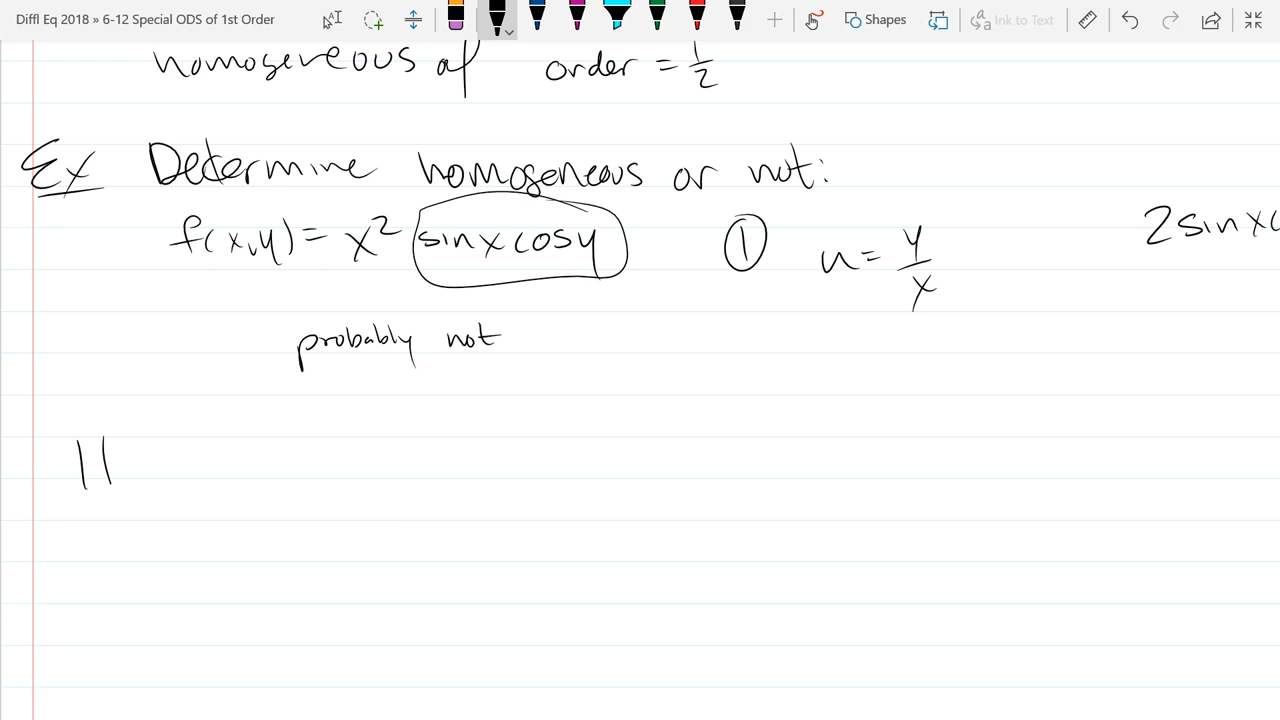 Diffl Eq 2018 » 6-12 Special ODS of 1st Order
Shapes
Ink to Text
homogeneous of order = 1/2
Ex Determine homogeneous or not:
f(x,y) = x² sinx cosy ① u = y/x 2sinx
probably not
||